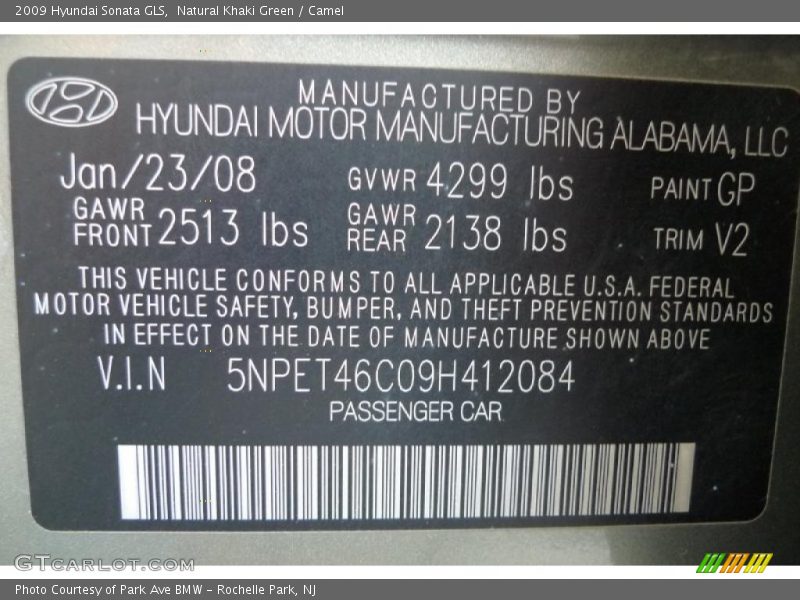 2009 Hyundai Sonata GLS, Natural Khaki Green / Camel
MANUFACTURED BY
HYUNDAI MOTOR MANUFACTURING ALABAMA, LLC
Jan/23/08 GVWR 4299 lbs PAINT GP
GAWR FRONT 2513 lbs GAWR REAR 2138 lbs TRIM V2
THIS VEHICLE CONFORMS TO ALL APPLICABLE U.S.A. FEDERAL
MOTOR VEHICLE SAFETY, BUMPER, AND THEFT PREVENTION STANDARDS
IN EFFECT ON THE DATE OF MANUFACTURE SHOWN ABOVE
V.I.N 5NPET46C09H412084
PASSENGER CAR
GTCARLOT.COM
Photo Courtesy of Park Ave BMW - Rochelle Park, NJ